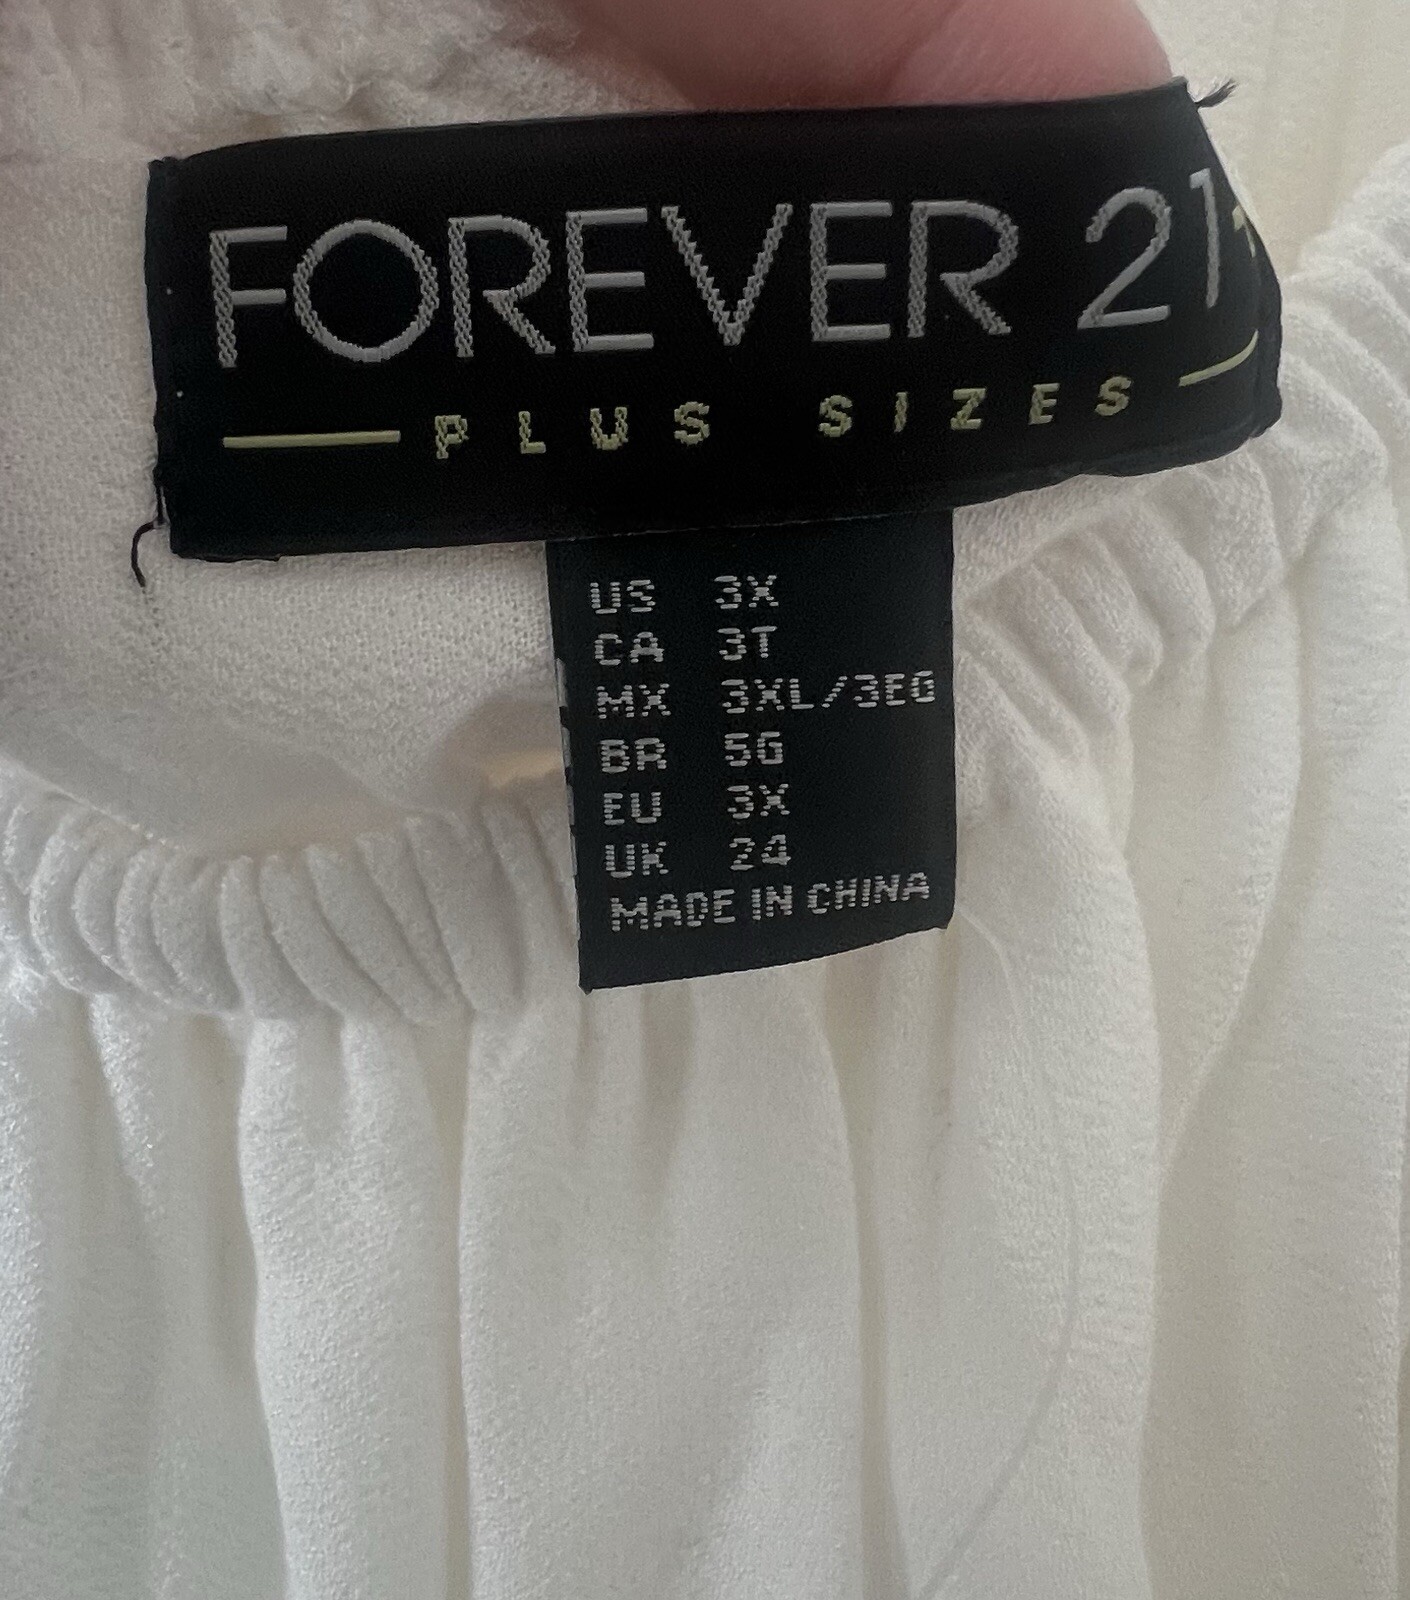 FOREVER 21+
PLUS SIZES
US 3X
CA 3T
MX 3XL/3EG
BR 5G
EU 3X
UK 24
MADE IN CHINA